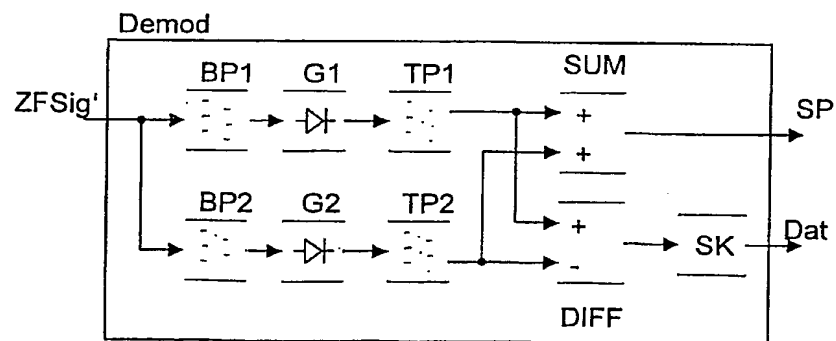 Demod
BP1 G1 TP1 SUM
ZFSig' SP
+
+
BP2 G2 TP2
+
-
SK Dat
DIFF